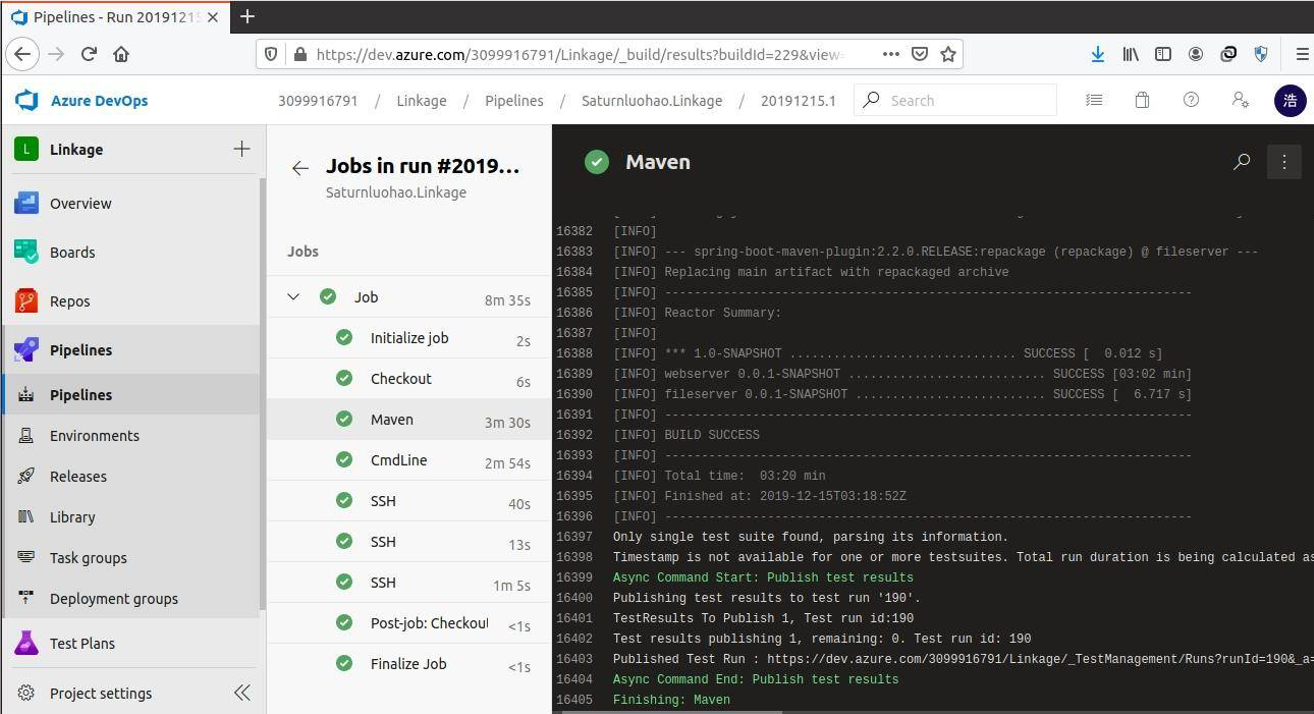 Pipelines - Run 20191215
https://dev.azure.com/3099916791/Linkage/_build/results?buildId=229&view=
Azure DevOps
3099916791 / Linkage / Pipelines / Saturnluohao.Linkage / 20191215.1
Search
浩
L Linkage
Overview
Boards
Repos
Pipelines
Pipelines
Environments
Releases
Library
Task groups
Deployment groups
Test Plans
Project settings
Jobs in run #2019...
Saturnluohao.Linkage
Jobs
Job 8m 35s
Initialize job 2s
Checkout 6s
Maven 3m 30s
CmdLine 2m 54s
SSH 40s
SSH 13s
SSH 1m 5s
Post-job: Checkout <1s
Finalize Job <1s
Maven
16382 [INFO]
16383 [INFO] --- spring-boot-maven-plugin:2.2.0.RELEASE:repackage (repackage) @ fileserver ---
16384 [INFO] Replacing main artifact with repackaged archive
16385 [INFO] ------------------------------------------------------------------------
16386 [INFO] Reactor Summary:
16387 [INFO]
16388 [INFO] *** 1.0-SNAPSHOT ............................... SUCCESS [  0.012 s]
16389 [INFO] webserver 0.0.1-SNAPSHOT ........................... SUCCESS [03:02 min]
16390 [INFO] fileserver 0.0.1-SNAPSHOT .......................... SUCCESS [  6.717 s]
16391 [INFO] ------------------------------------------------------------------------
16392 [INFO] BUILD SUCCESS
16393 [INFO] ------------------------------------------------------------------------
16394 [INFO] Total time:  03:20 min
16395 [INFO] Finished at: 2019-12-15T03:18:52Z
16396 [INFO] ------------------------------------------------------------------------
16397 Only single test suite found, parsing its information.
16398 Timestamp is not available for one or more testsuites. Total run duration is being calculated as
16399 Async Command Start: Publish test results
16400 Publishing test results to test run '190'.
16401 TestResults To Publish 1, Test run id:190
16402 Test results publishing 1, remaining: 0. Test run id: 190
16403 Published Test Run : https://dev.azure.com/3099916791/Linkage/_TestManagement/Runs?runId=190&_a=
16404 Async Command End: Publish test results
16405 Finishing: Maven